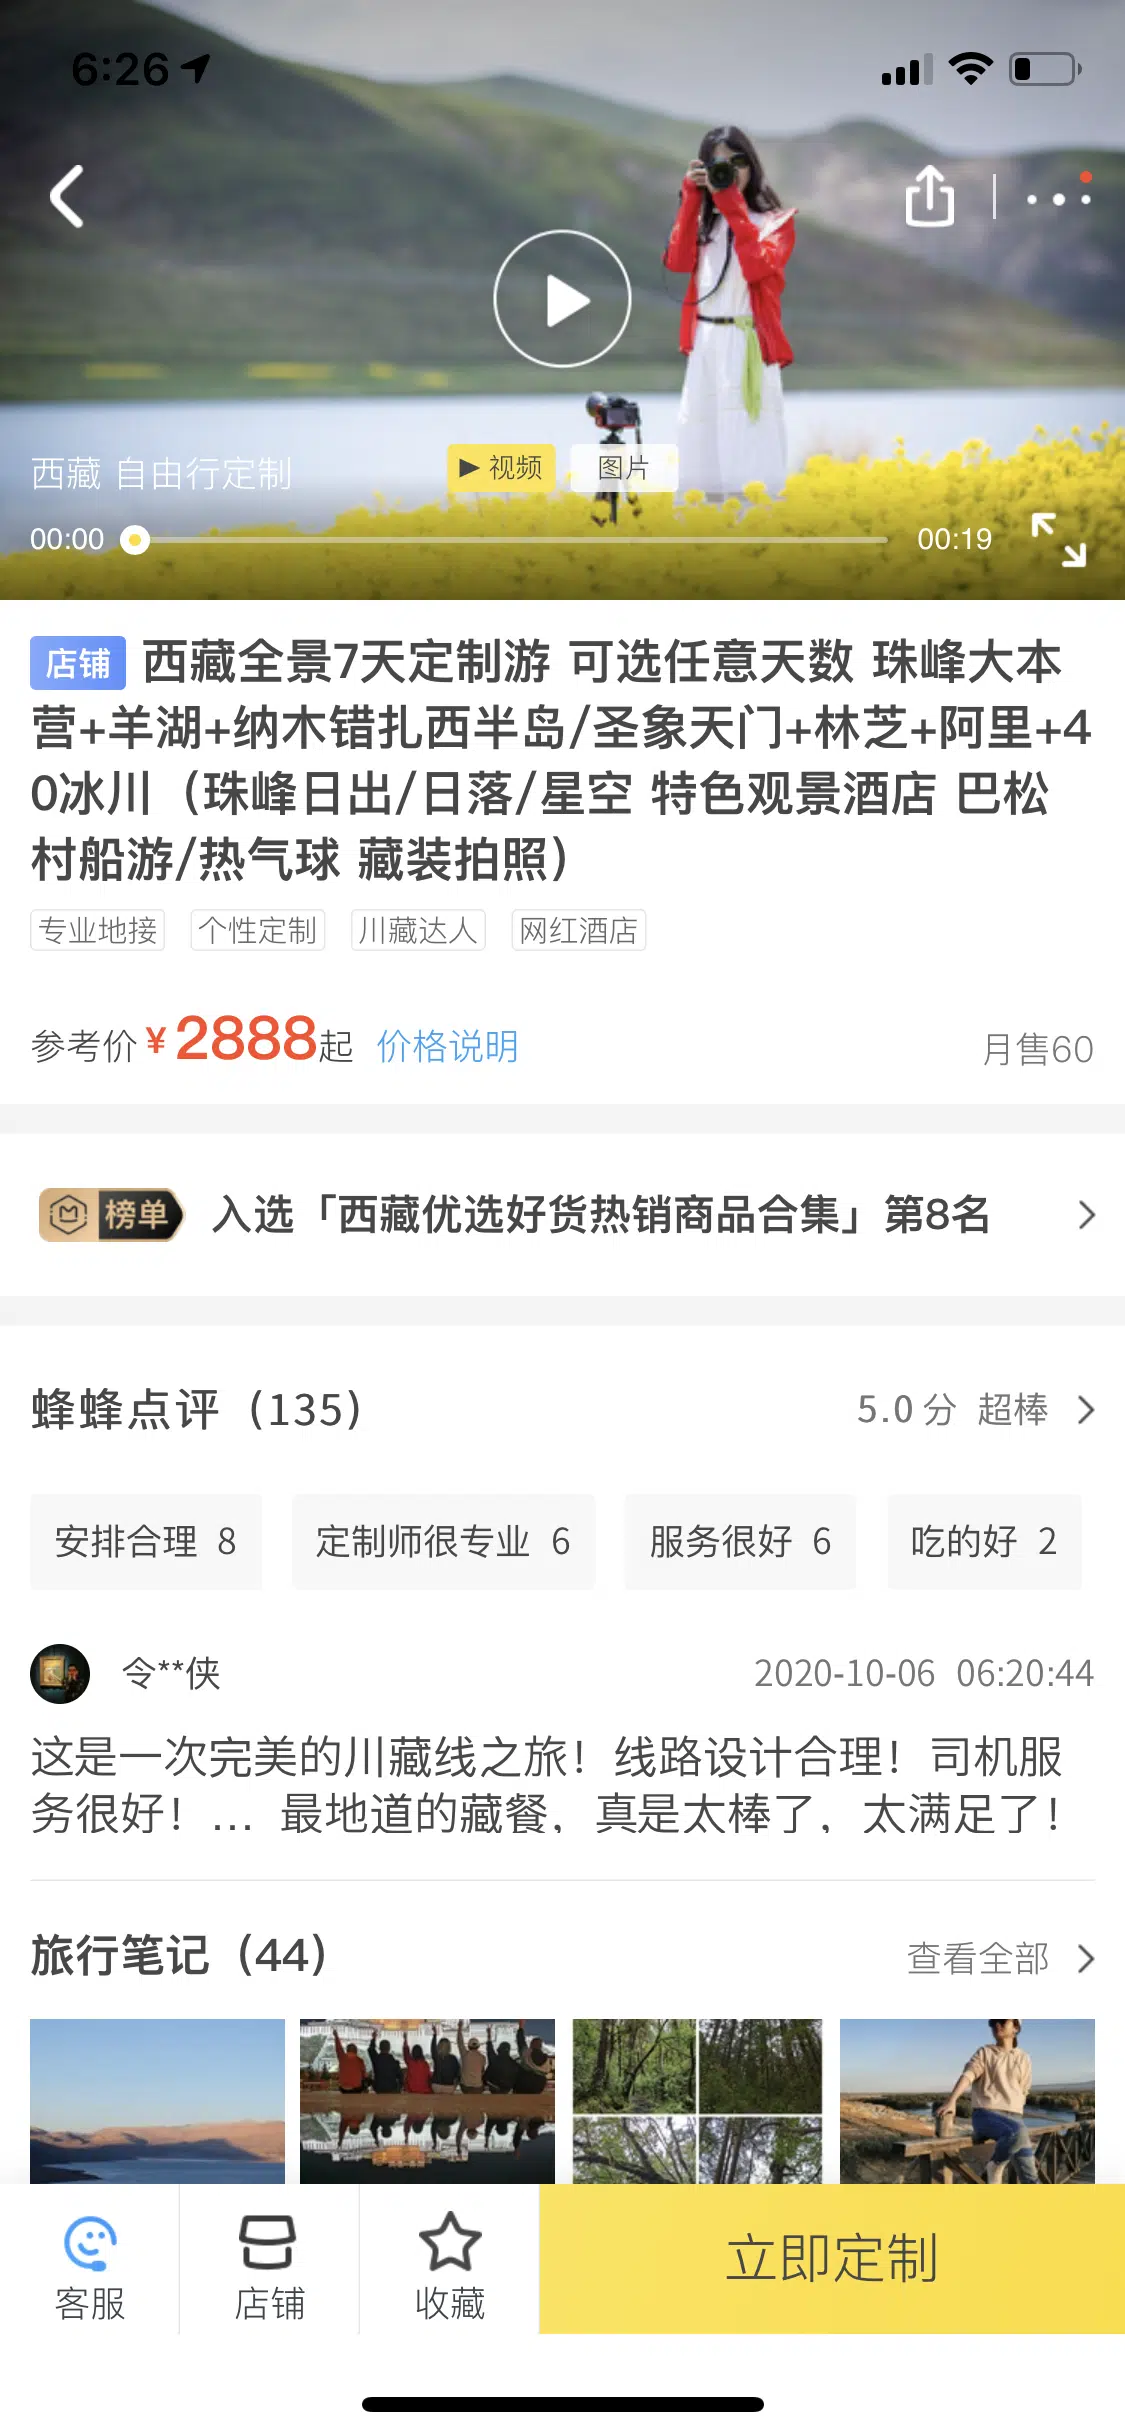 6:26
西藏 自由行定制
视频
图片
00:00
00:19
店铺 西藏全景7天定制游 可选任意天数 珠峰大本
营+羊湖+纳木错扎西半岛/圣象天门+林芝+阿里+4
0冰川（珠峰日出/日落/星空 特色观景酒店 巴松
村船游/热气球 藏装拍照）
专业地接 个性定制 川藏达人 网红酒店
参考价 ¥2888起 价格说明 月售60
榜单 入选「西藏优选好货热销商品合集」第8名
蜂蜂点评（135） 5.0 分 超棒
安排合理 8 定制师很专业 6 服务很好 6 吃的好 2
令**侠 2020-10-06 06:20:44
这是一次完美的川藏线之旅！线路设计合理！司机服
务很好！... 最地道的藏餐，真是太棒了，太满足了！
旅行笔记（44） 查看全部
客服 店铺 收藏 立即定制